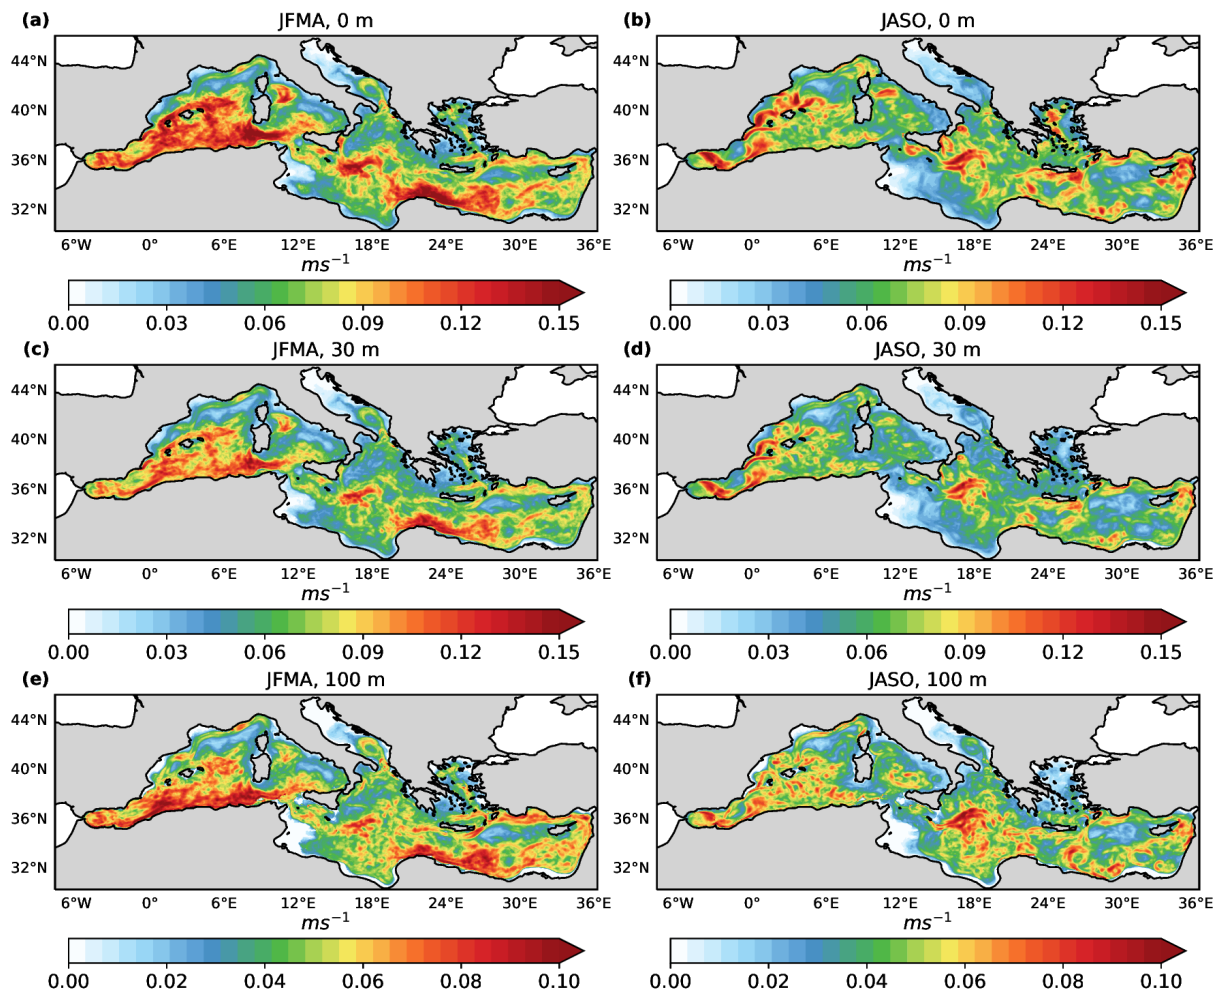 (a) JFMA, 0 m
(b) JASO, 0 m
44°N
40°N
36°N
32°N
6°W 0° 6°E 12°E 18°E 24°E 30°E 36°E
6°W 0° 6°E 12°E 18°E 24°E 30°E 36°E
44°N
40°N
36°N
32°N
ms⁻¹
ms⁻¹
0.00 0.03 0.06 0.09 0.12 0.15
0.00 0.03 0.06 0.09 0.12 0.15
(c) JFMA, 30 m
(d) JASO, 30 m
44°N
40°N
36°N
32°N
6°W 0° 6°E 12°E 18°E 24°E 30°E 36°E
44°N
40°N
36°N
32°N
6°W 0° 6°E 12°E 18°E 24°E 30°E 36°E
ms⁻¹
ms⁻¹
0.00 0.03 0.06 0.09 0.12 0.15
0.00 0.03 0.06 0.09 0.12 0.15
(e) JFMA, 100 m
(f) JASO, 100 m
44°N
40°N
36°N
32°N
6°W 0° 6°E 12°E 18°E 24°E 30°E 36°E
44°N
40°N
36°N
32°N
6°W 0° 6°E 12°E 18°E 24°E 30°E 36°E
ms⁻¹
ms⁻¹
0.00 0.02 0.04 0.06 0.08 0.10
0.00 0.02 0.04 0.06 0.08 0.10